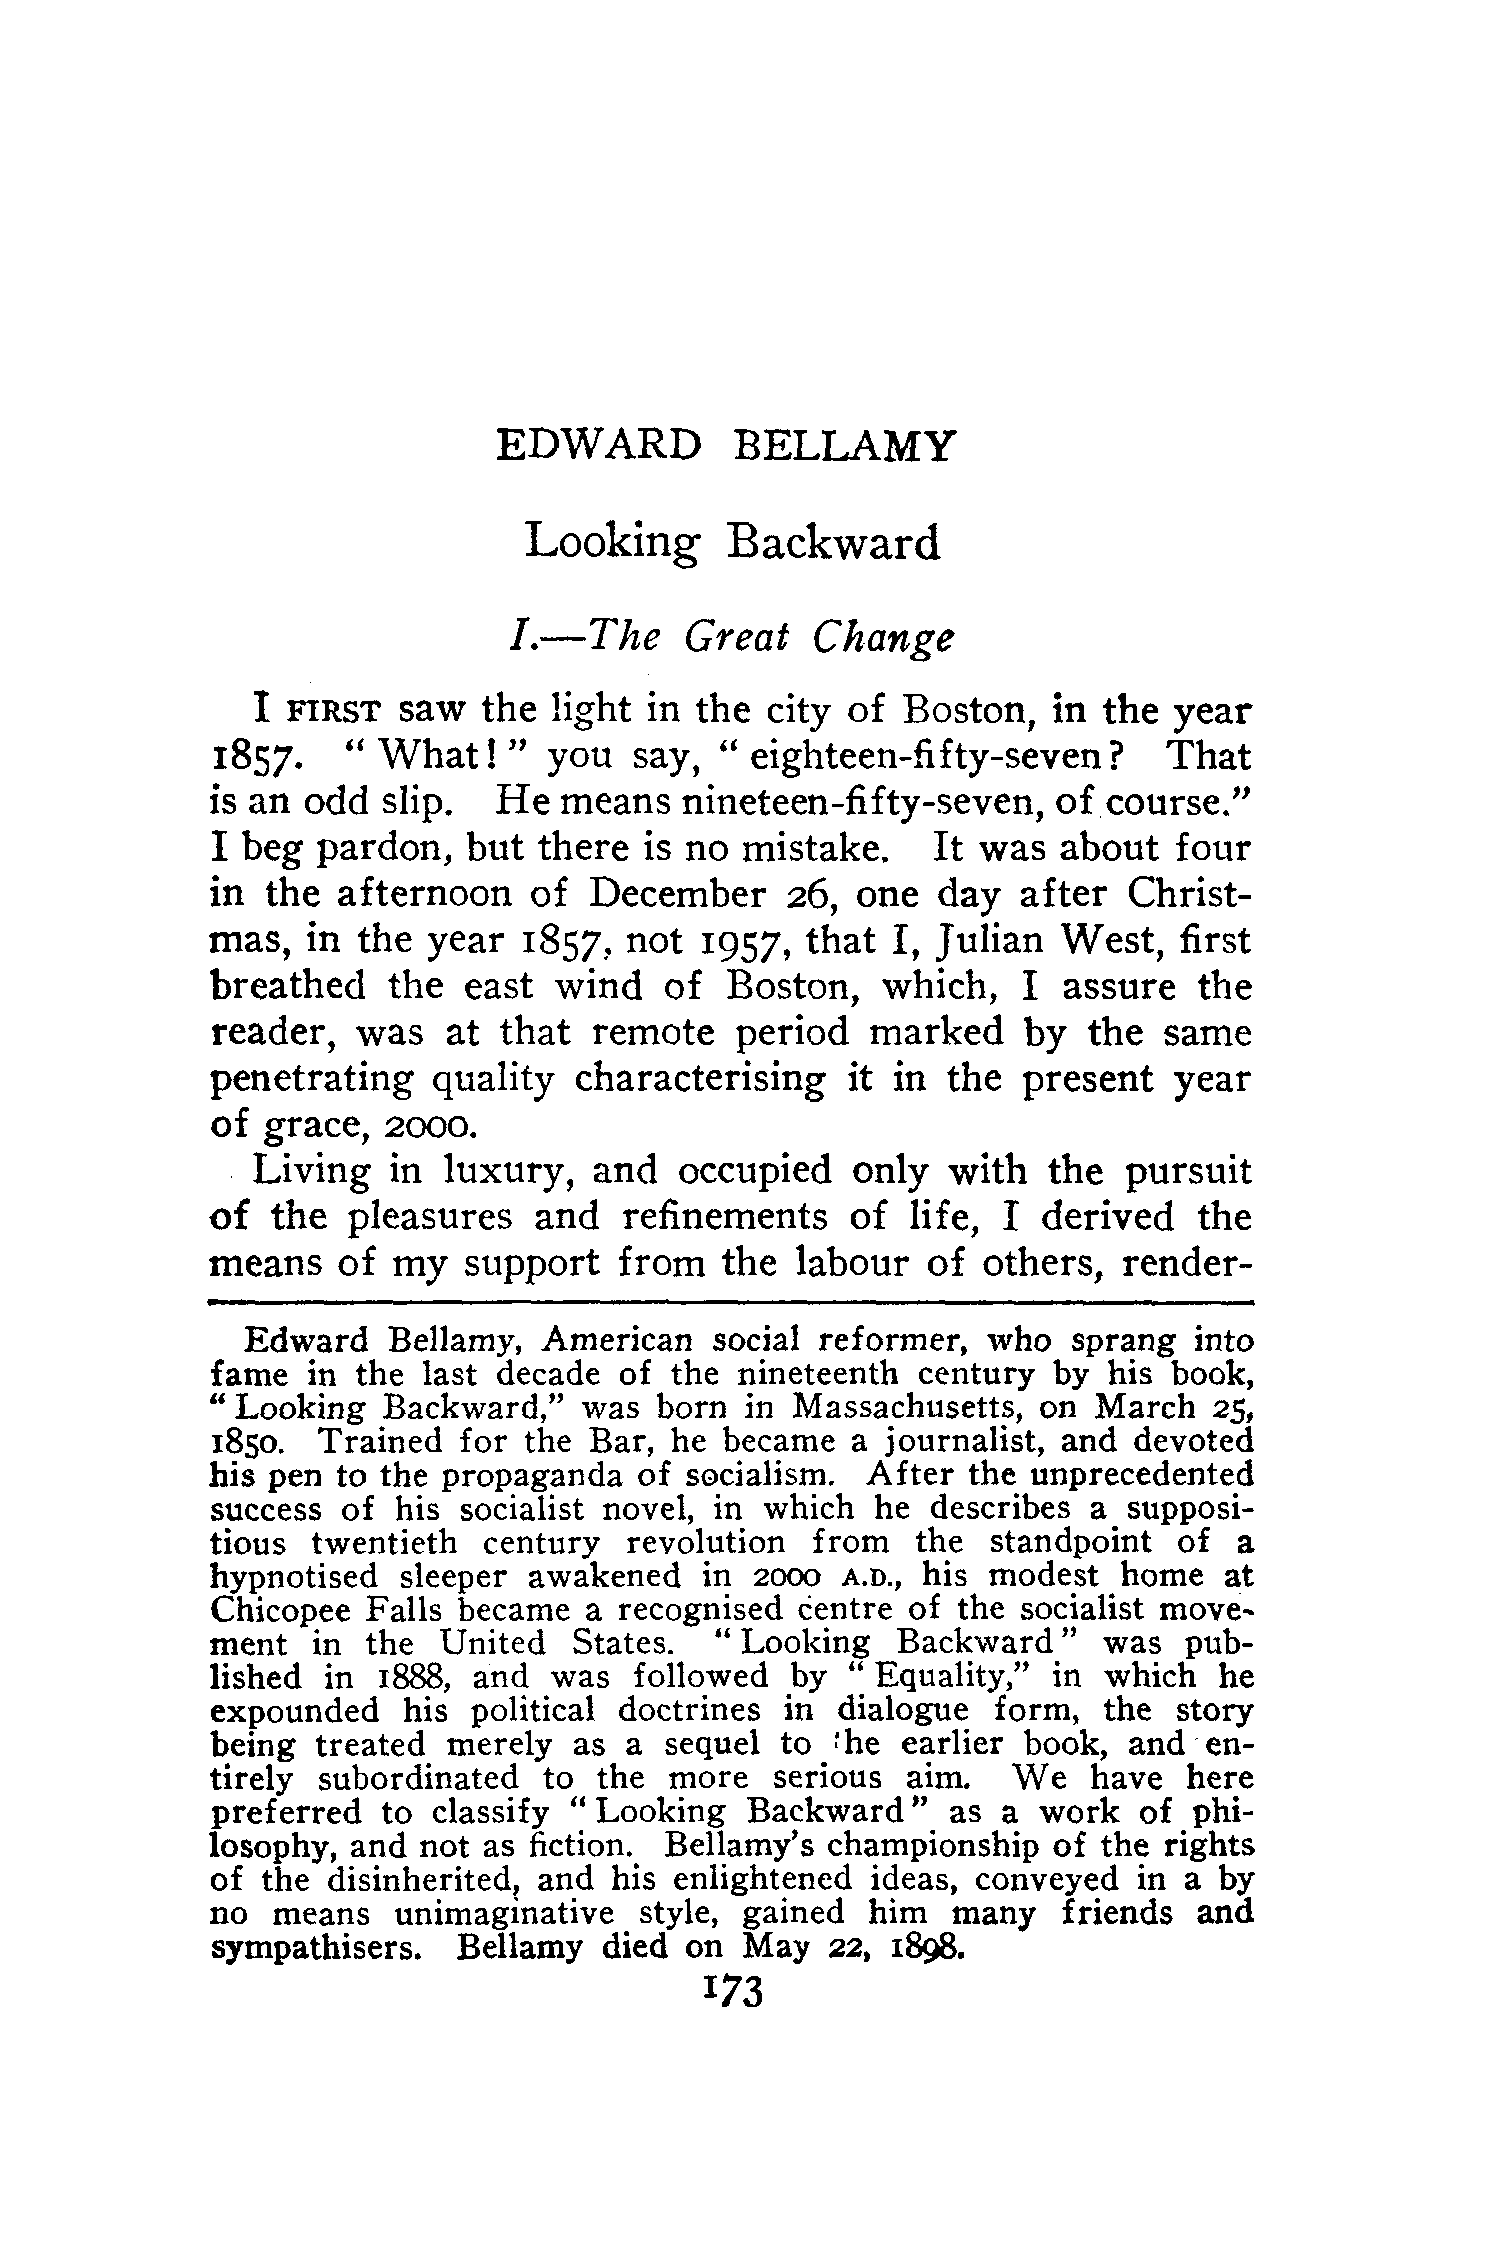 EDWARD BELLAMY
Looking Backward
I.—The Great Change
I FIRST saw the light in the city of Boston, in the year
1857. "What!" you say, "eighteen-fifty-seven? That
is an odd slip. He means nineteen-fifty-seven, of course."
I beg pardon, but there is no mistake. It was about four
in the afternoon of December 26, one day after Christ-
mas, in the year 1857, not 1957, that I, Julian West, first
breathed the east wind of Boston, which, I assure the
reader, was at that remote period marked by the same
penetrating quality characterising it in the present year
of grace, 2000.
Living in luxury, and occupied only with the pursuit
of the pleasures and refinements of life, I derived the
means of my support from the labour of others, render-
Edward Bellamy, American social reformer, who sprang into
fame in the last decade of the nineteenth century by his book,
"Looking Backward," was born in Massachusetts, on March 25,
1850. Trained for the Bar, he became a journalist, and devoted
his pen to the propaganda of socialism. After the unprecedented
success of his socialist novel, in which he describes a supposi-
tious twentieth century revolution from the standpoint of a
hypnotised sleeper awakened in 2000 A.D., his modest home at
Chicopee Falls became a recognised centre of the socialist move-
ment in the United States. "Looking Backward" was pub-
lished in 1888, and was followed by "Equality," in which he
expounded his political doctrines in dialogue form, the story
being treated merely as a sequel to the earlier book, and en-
tirely subordinated to the more serious aim. We have here
preferred to classify "Looking Backward" as a work of phi-
losophy, and not as fiction. Bellamy's championship of the rights
of the disinherited, and his enlightened ideas, conveyed in a by
no means unimaginative style, gained him many friends and
sympathisers. Bellamy died on May 22, 1898.
173